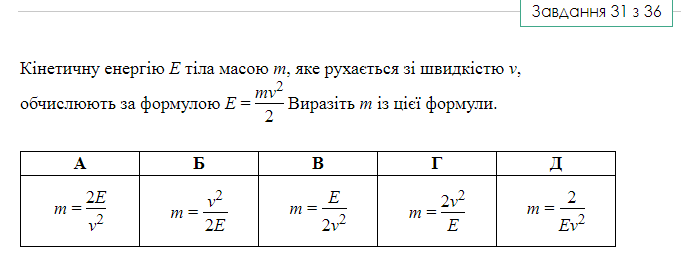 Завдання 31 з 36
Кінетичну енергію E тіла масою m, яке рухається зі швидкістю v,
обчислюють за формулою E = mv²/2 Виразіть m із цієї формули.
А Б В Г Д
m = 2E/v² m = v²/2E m = E/2v² m = 2v²/E m = 2/Ev²